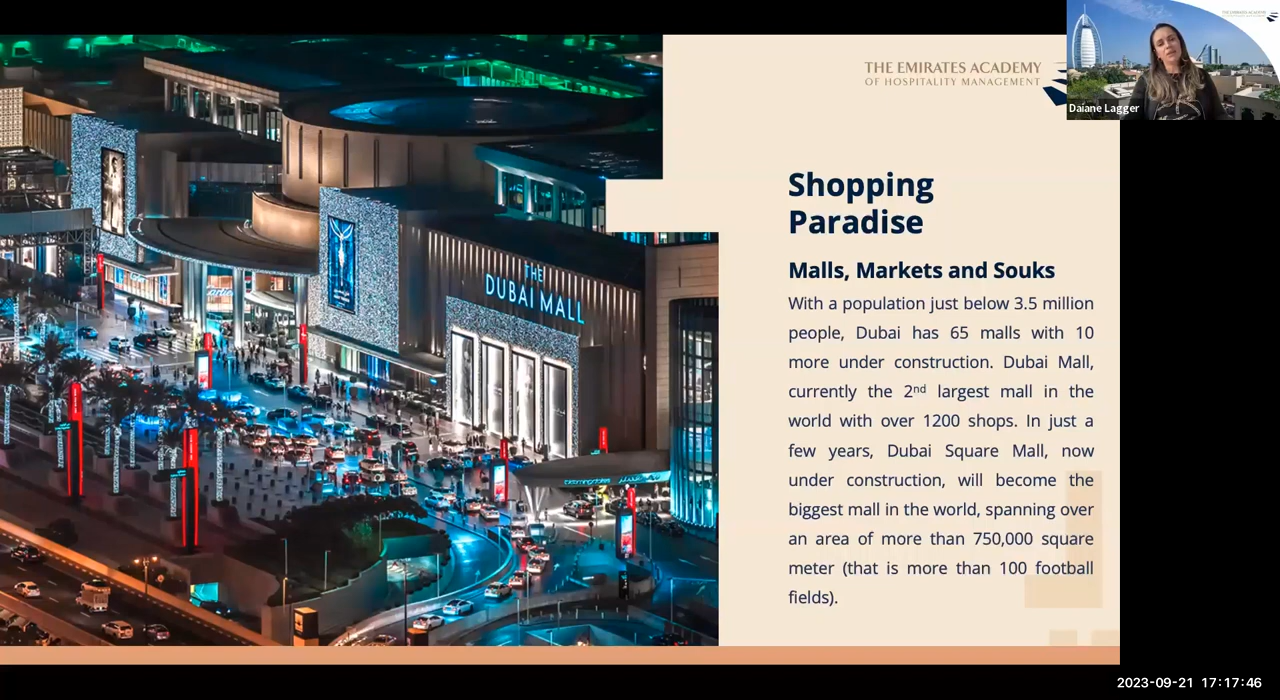 THE EMIRATES ACADEMY
OF HOSPITALITY MANAGEMENT
Daiane Lagger
THE
DUBAI MALL
Shopping
Paradise
Malls, Markets and Souks
With a population just below 3.5 million
people, Dubai has 65 malls with 10
more under construction. Dubai Mall,
currently the 2nd largest mall in the
world with over 1200 shops. In just a
few years, Dubai Square Mall, now
under construction, will become the
biggest mall in the world, spanning over
an area of more than 750,000 square
meter (that is more than 100 football
fields).
2023-09-21 17:17:46